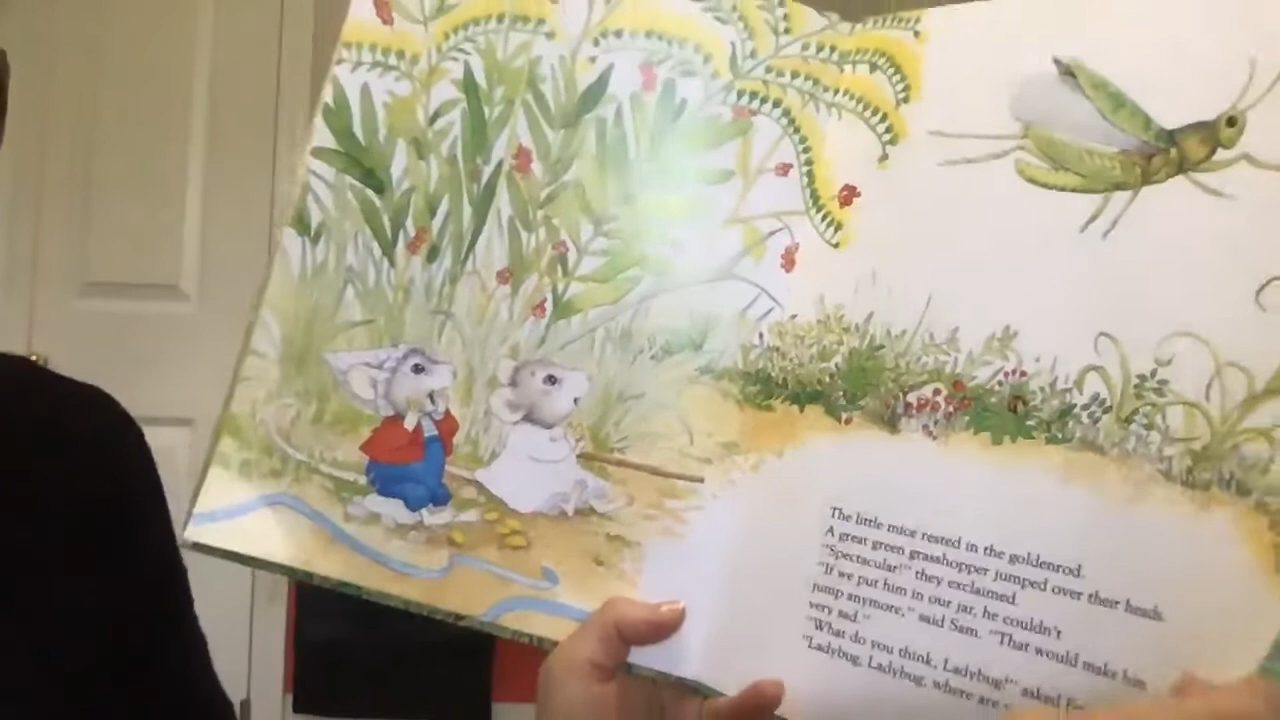 The little mice rested in the goldenrod.
A great green grasshopper jumped over their heads.
"Spectacular!" they exclaimed.
"If we put him in our jar, he couldn't
jump anymore," said Sam. "That would make him
very sad."
"What do you think, Ladybug?" asked
"Ladybug, Ladybug, where are